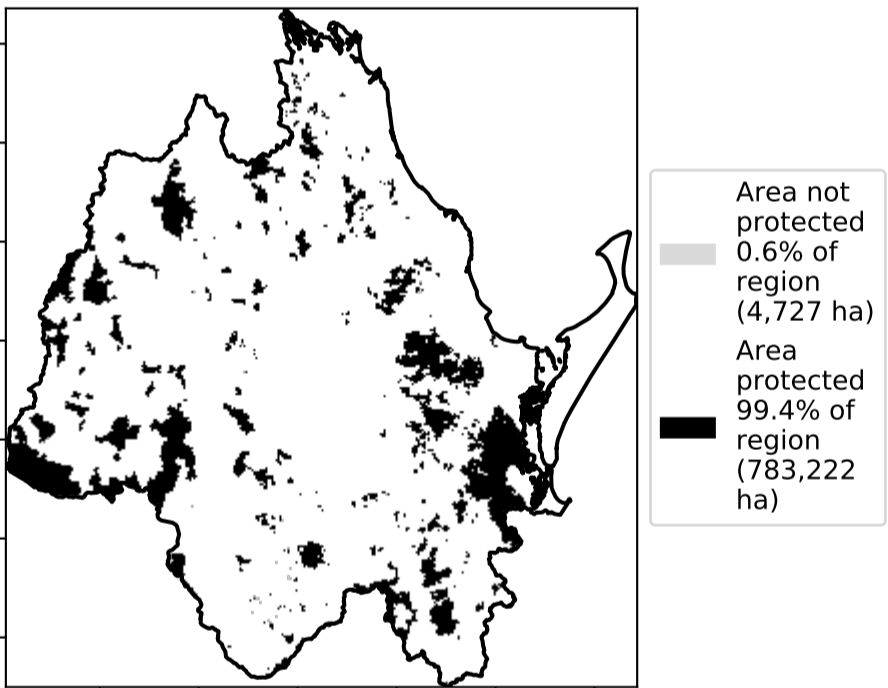 Area not
protected
0.6% of
region
(4,727 ha)
Area
protected
99.4% of
region
(783,222
ha)